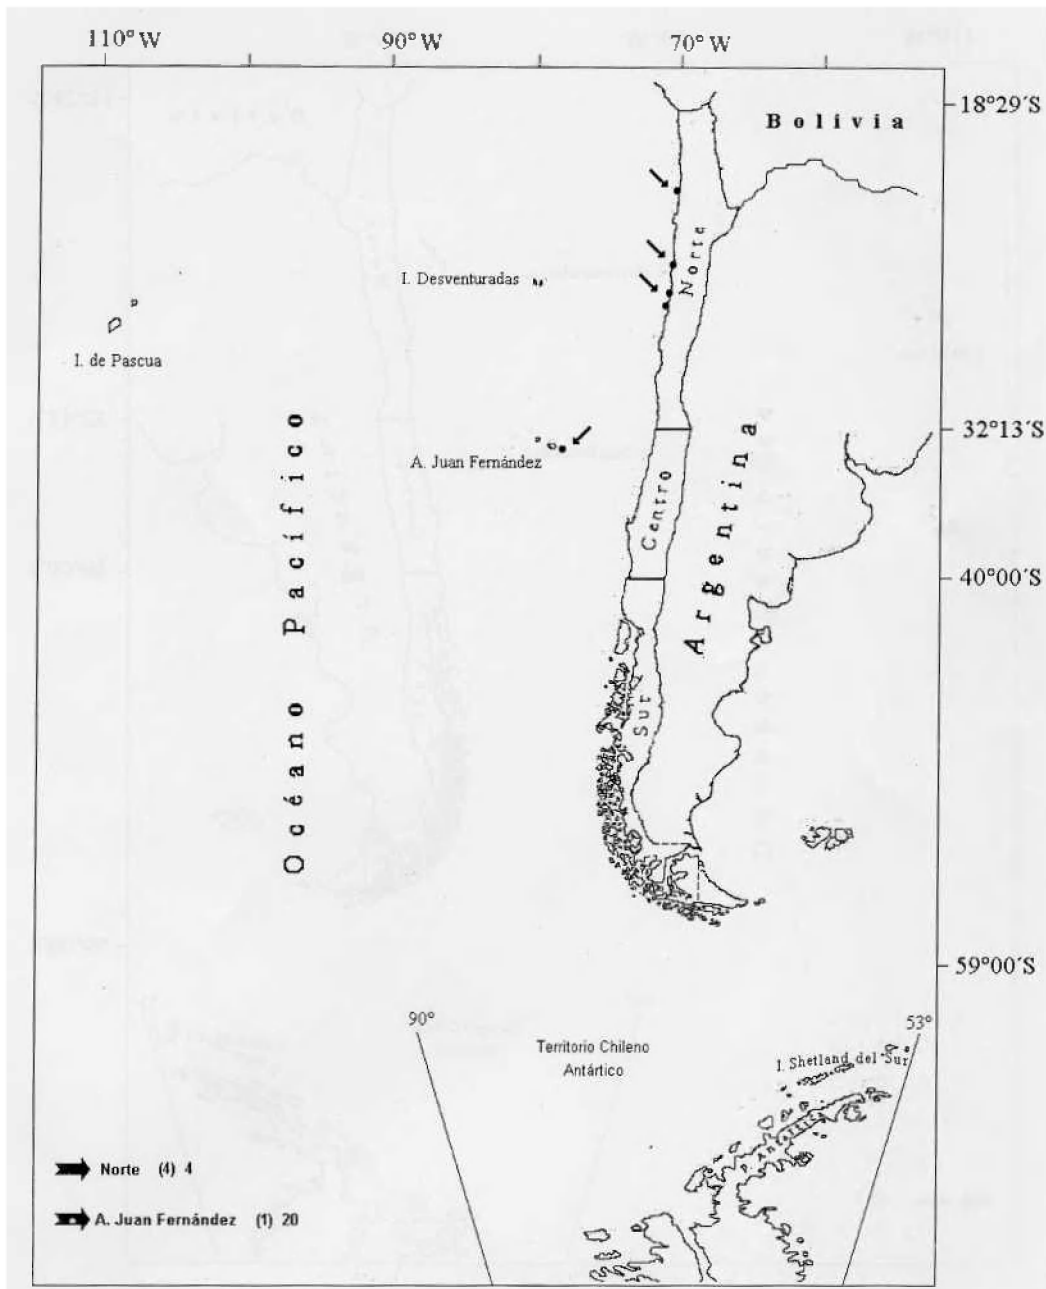 110° W 90° W 70° W
18°29´S
Bolivia
Norte
I. Desventuradas
I. de Pascua
32°13´S
A. Juan Fernández
Océano Pacífico
Centro
Argentina
40°00´S
Sur
59°00´S
90°
53°
Territorio Chileno
Antártico
I. Shetland del Sur
P. Antártica
Norte (4) 4
A. Juan Fernández (1) 20